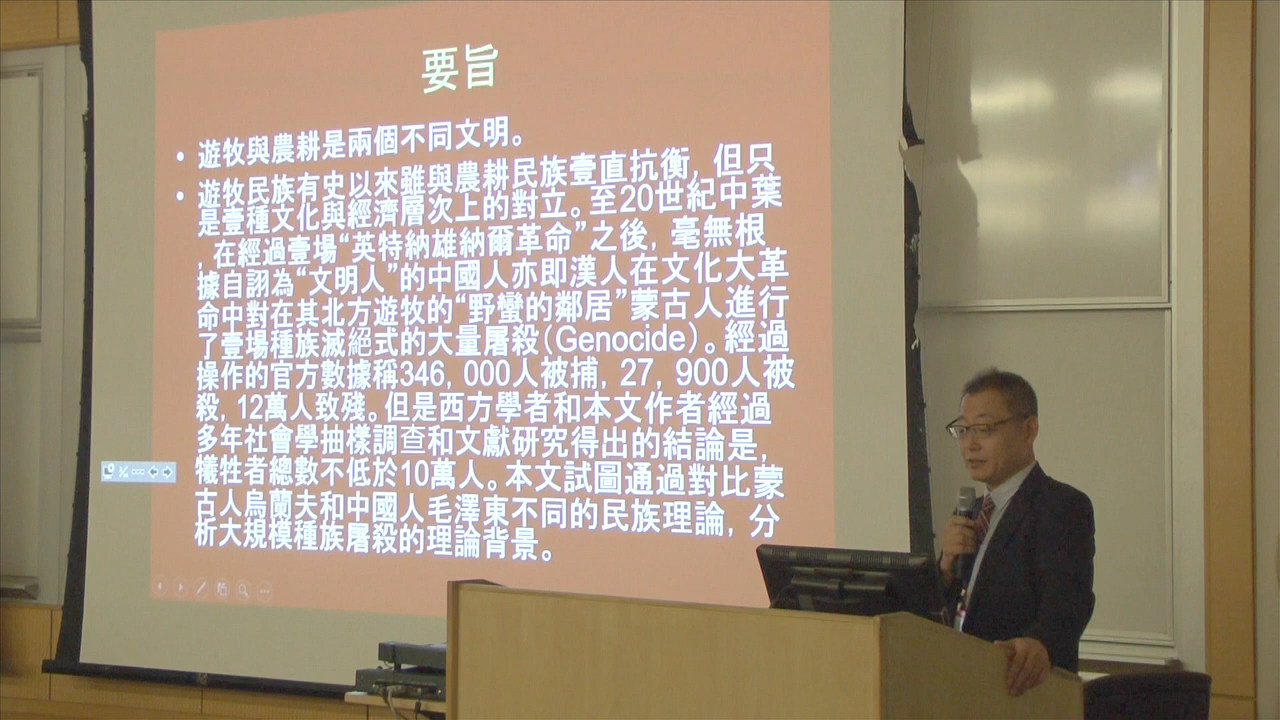 要旨
• 遊牧與農耕是兩個不同文明。
• 遊牧民族有史以來雖與農耕民族壹直抗衡，但只
是壹種文化與經濟層次上的對立。至20世紀中葉
，在經過壹場“英特納雄納爾革命”之後，毫無根
據自詡為“文明人”的中國人亦即漢人在文化大革
命中對在其北方遊牧的“野蠻的鄰居”蒙古人進行
了壹場種族滅絕式的大量屠殺（Genocide）。經過
操作的官方數據稱346，000人被捕，27，900人被
殺，12萬人致殘。但是西方學者和本文作者經過
多年社會學抽樣調查和文獻研究得出的結論是，
犧牲者總數不低於10萬人。本文試圖通過對比蒙
古人烏蘭夫和中國人毛澤東不同的民族理論，分
析大規模種族屠殺的理論背景。